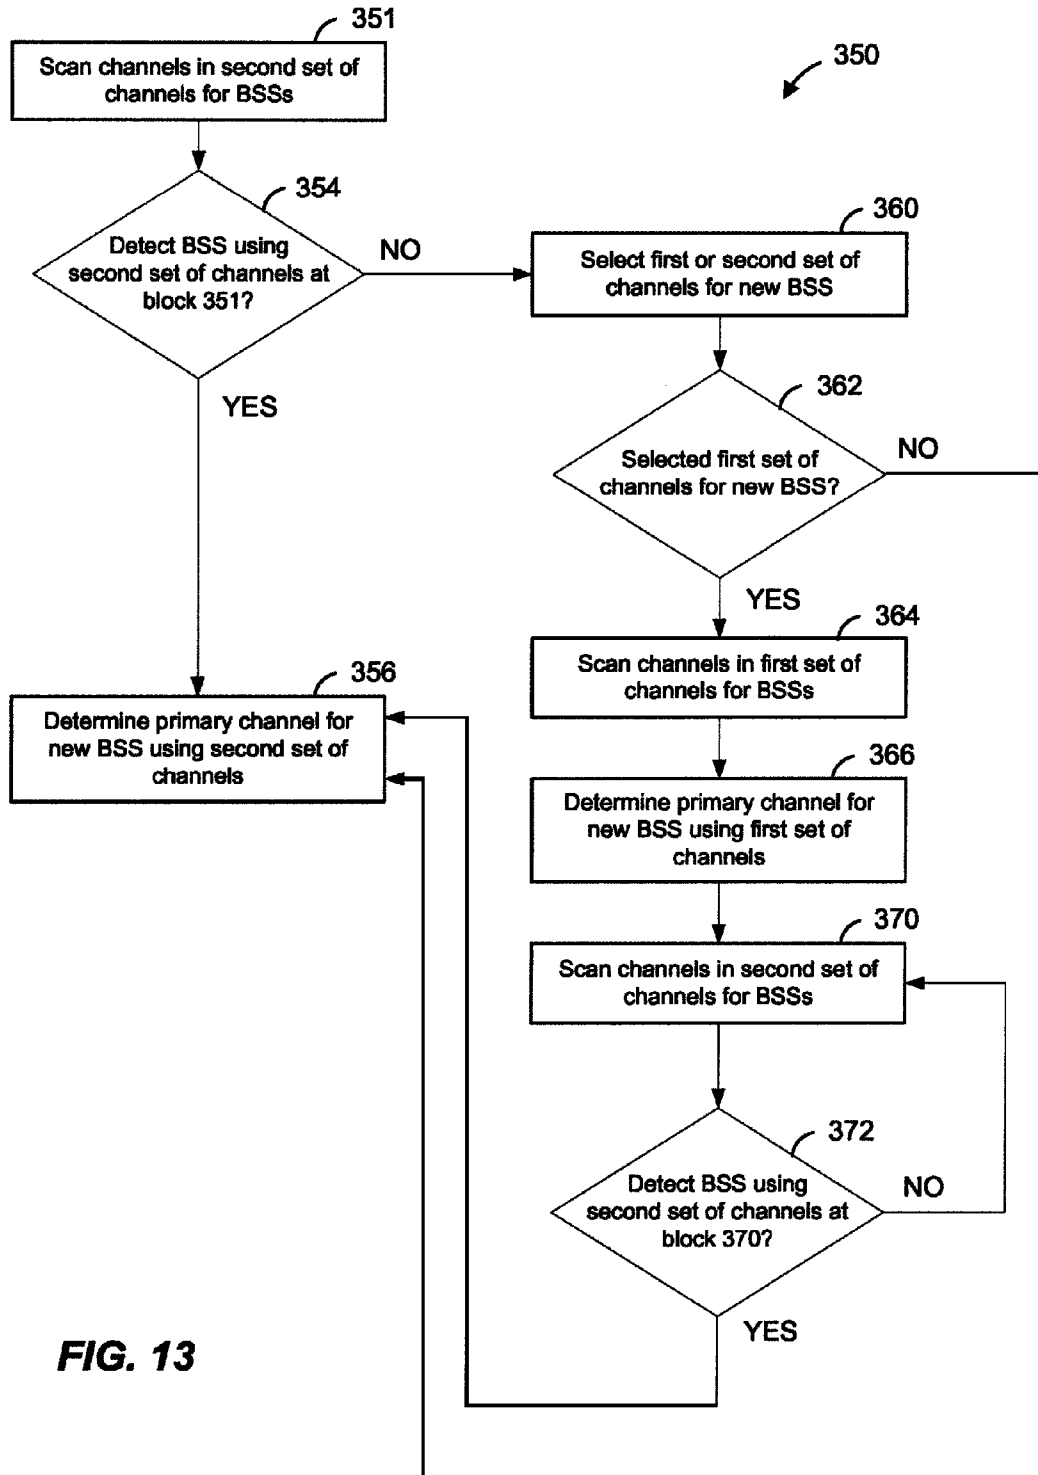 351
Scan channels in second set of
channels for BSSs
350
354
Detect BSS using
second set of channels at
block 351?
NO
YES
360
Select first or second set of
channels for new BSS
362
Selected first set of
channels for new BSS?
NO
YES
364
Scan channels in first set of
channels for BSSs
356
Determine primary channel for
new BSS using second set of
channels
366
Determine primary channel for
new BSS using first set of
channels
370
Scan channels in second set of
channels for BSSs
372
Detect BSS using
second set of channels at
block 370?
NO
YES
FIG. 13